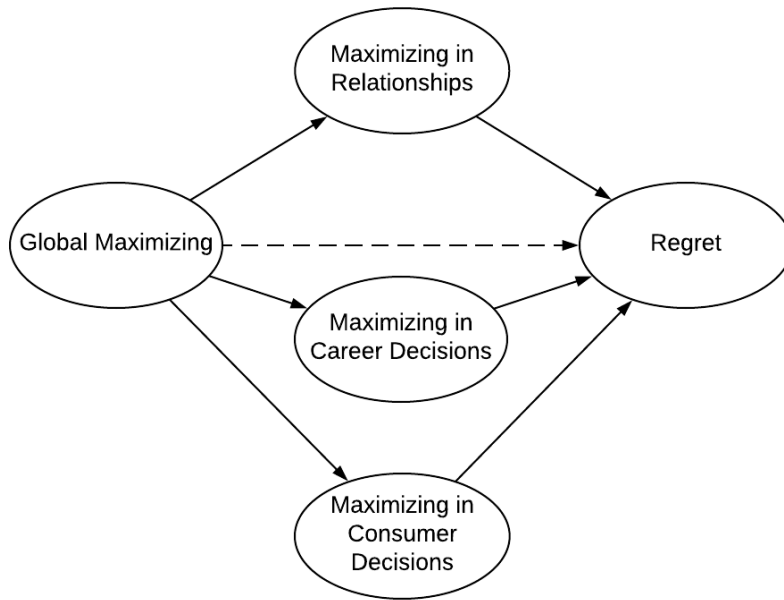 Maximizing in
Relationships
Global Maximizing
Regret
Maximizing in
Career Decisions
Maximizing in
Consumer
Decisions